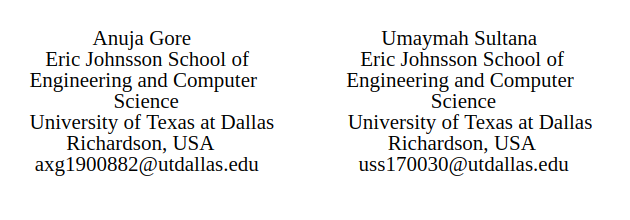 Anuja Gore
Eric Johnsson School of
Engineering and Computer
Science
University of Texas at Dallas
Richardson, USA
axg1900882@utdallas.edu
Umaymah Sultana
Eric Johnsson School of
Engineering and Computer
Science
University of Texas at Dallas
Richardson, USA
uss170030@utdallas.edu